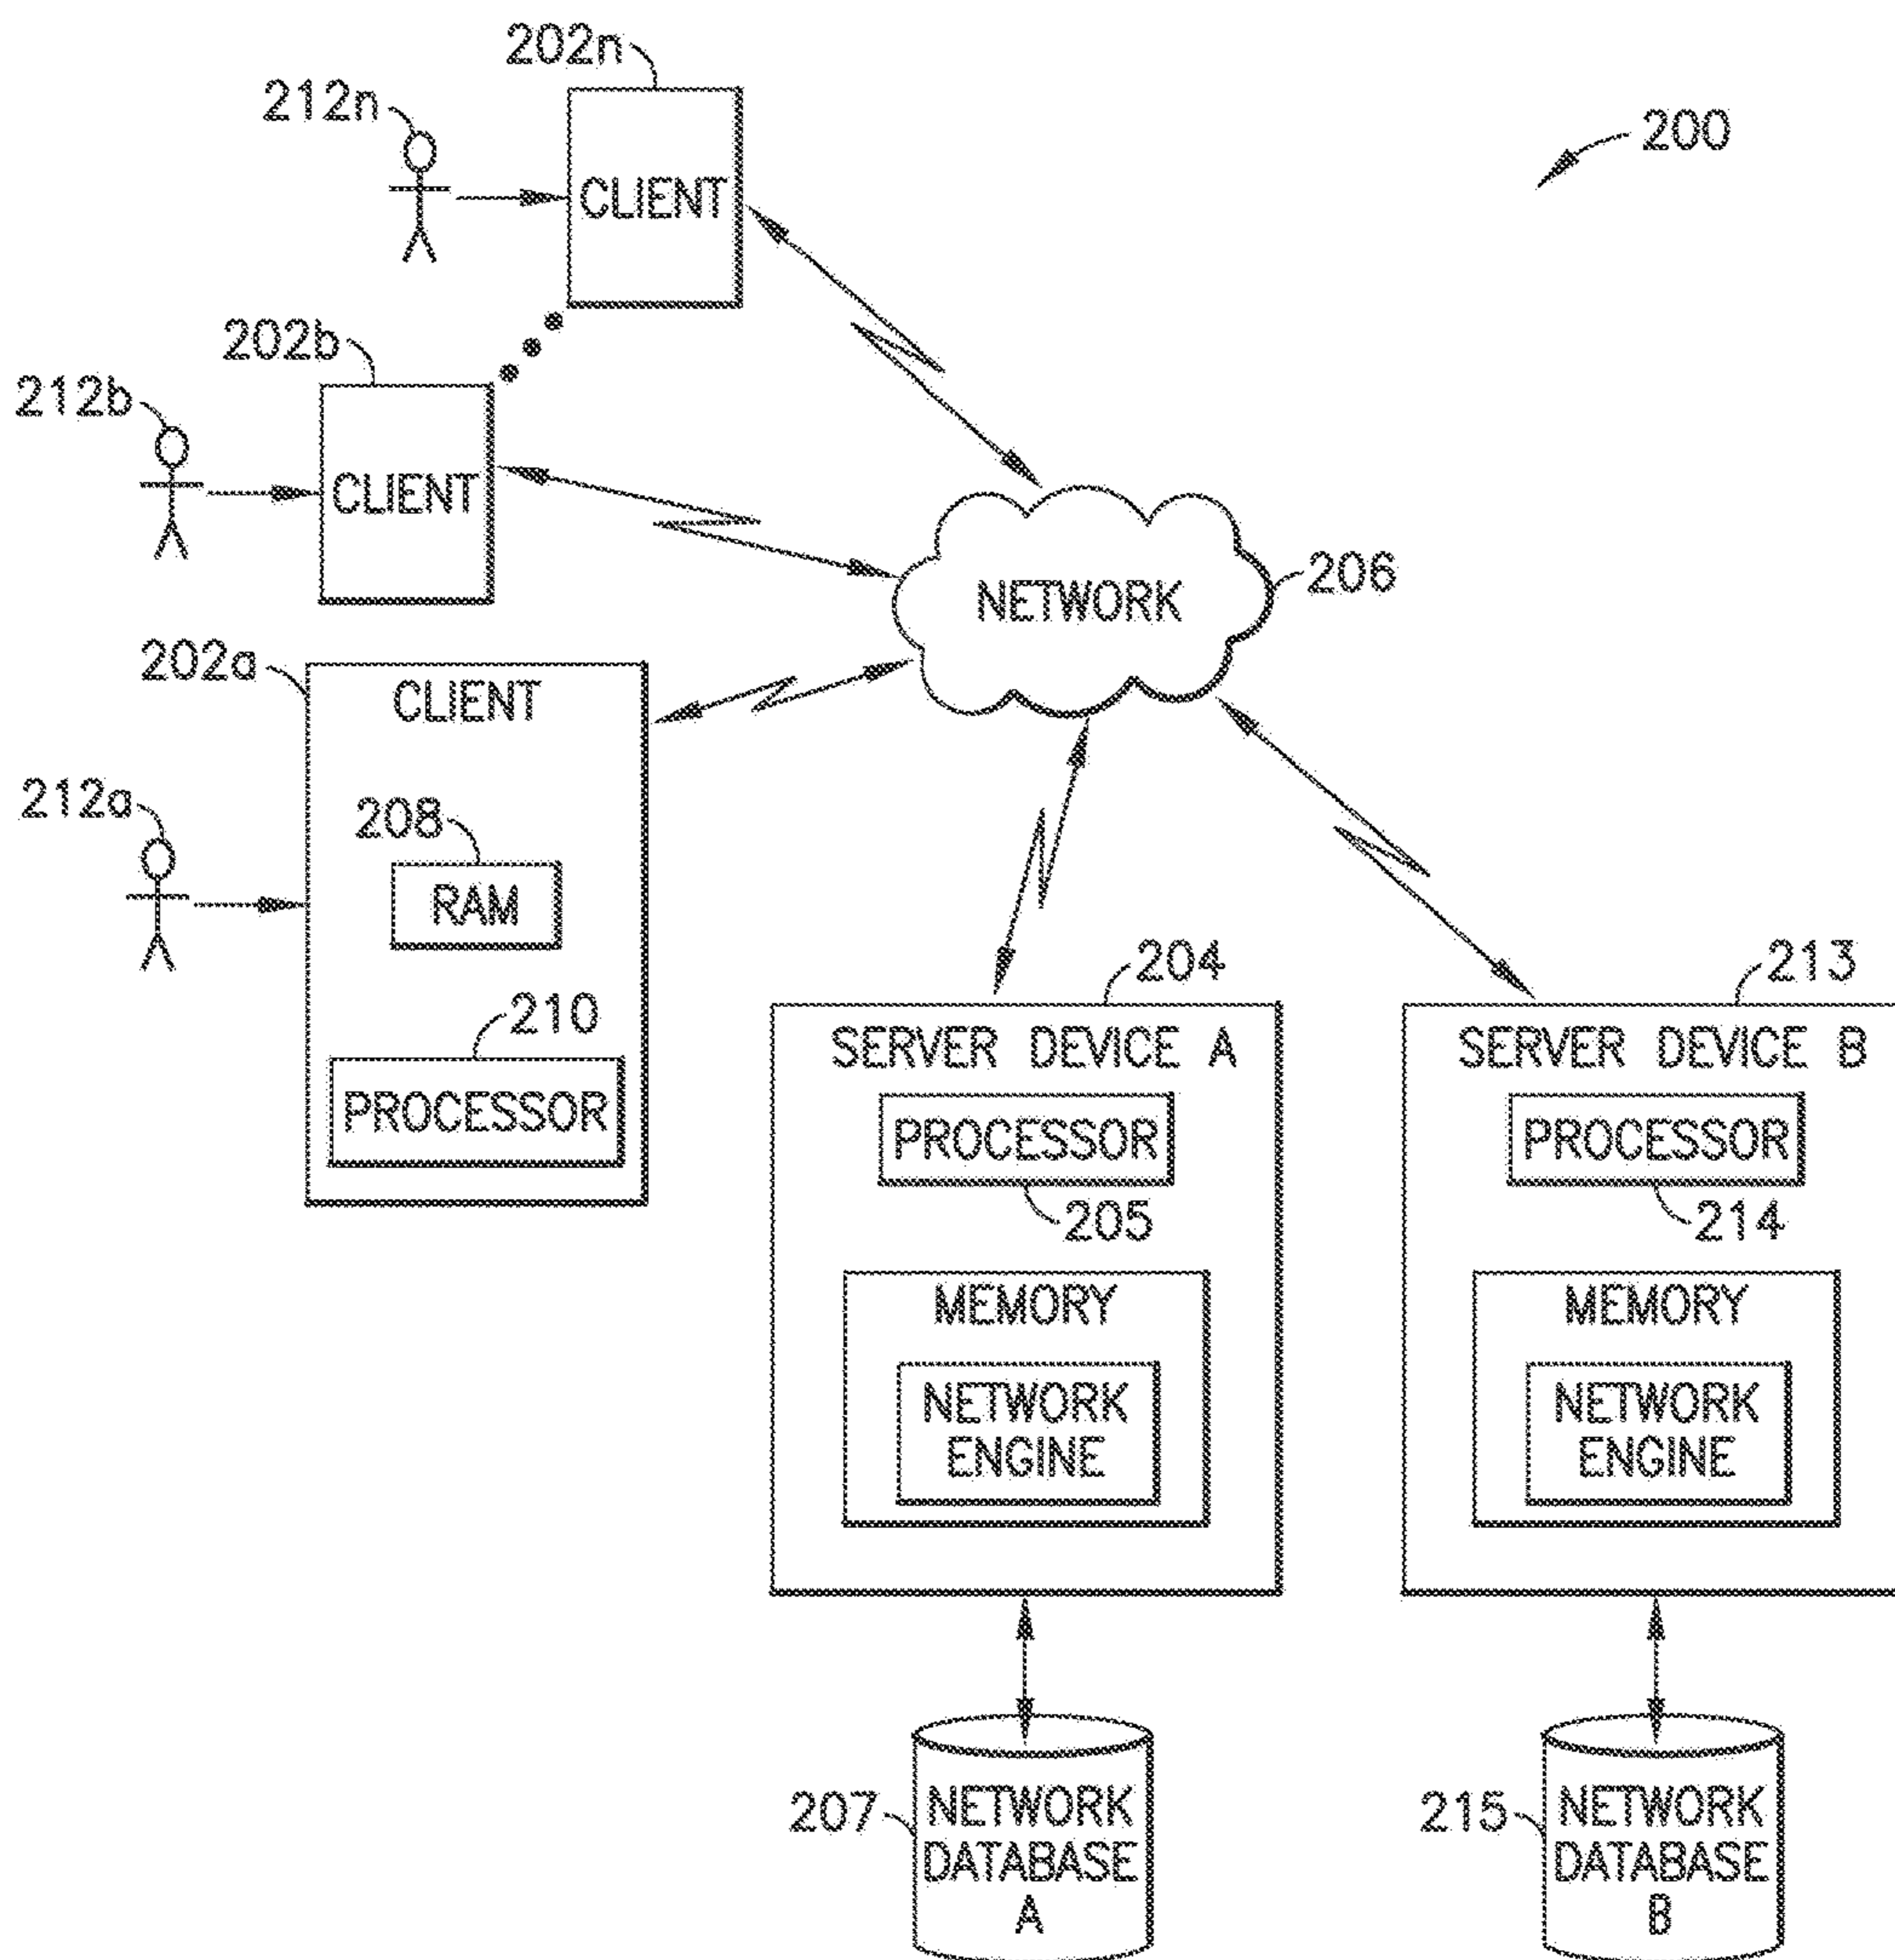 202n
212n
200
CLIENT
202b
212b
CLIENT
NETWORK
206
202a
CLIENT
212a
208
RAM
204
213
210
SERVER DEVICE A
SERVER DEVICE B
PROCESSOR
PROCESSOR
PROCESSOR
205
214
MEMORY
MEMORY
NETWORK
ENGINE
NETWORK
ENGINE
207
NETWORK
DATABASE
A
215
NETWORK
DATABASE
B